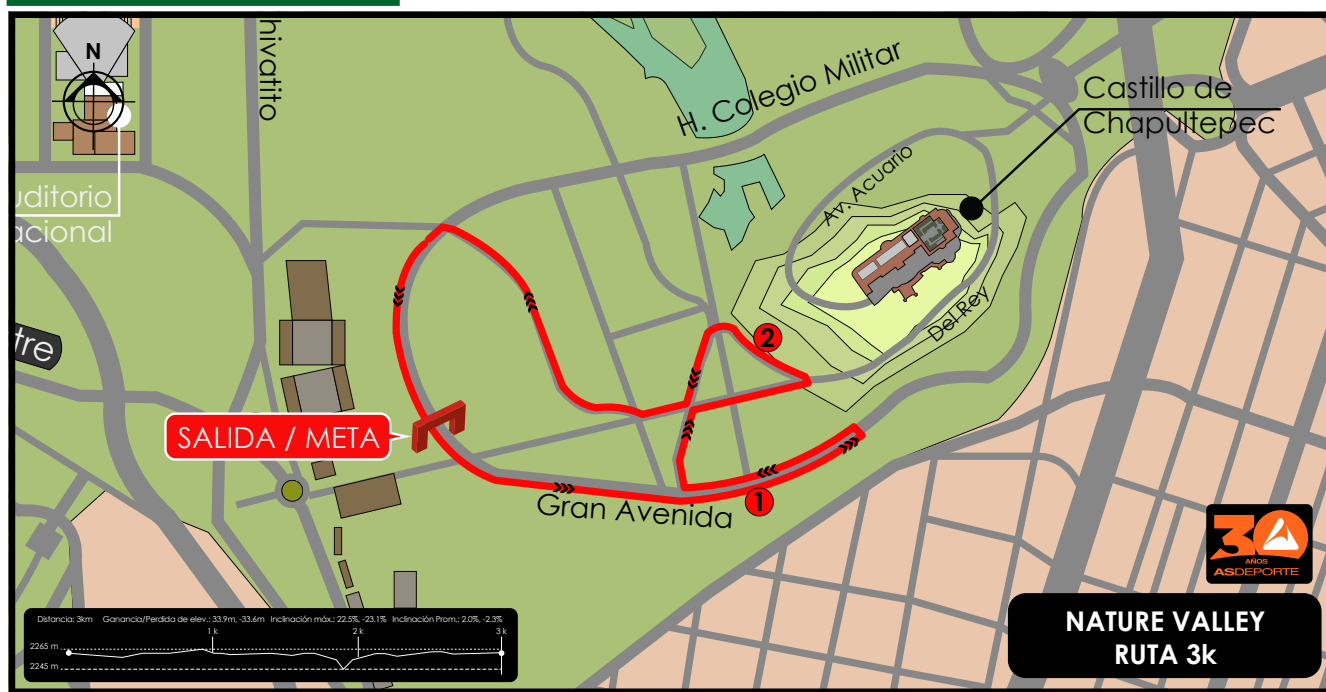 N
hivatito
H. Colegio Militar
Castillo de
Chapultepec
Av. Acuario
uditorio
acional
Del Rey
tre
2
SALIDA / META
1
Gran Avenida
30
AÑOS
ASDEPORTE
NATURE VALLEY
RUTA 3k
Distancia: 3km Ganancia/Perdida de elev.: 33.9m, -33.6m Inclinación máx.: 22.5%, -23.1% Inclinación Prom.: 2.0%, -2.3%
1 k 2 k 3 k
2265 m
2245 m